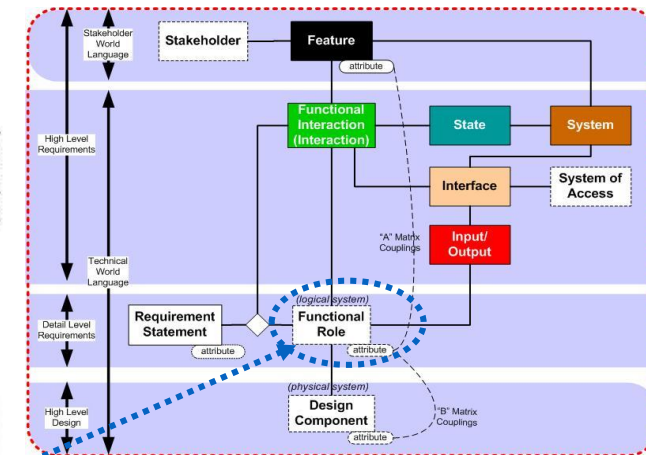 Stakeholder
World
Language
Stakeholder
Feature
attribute
High Level
Requirements
Functional
Interaction
(Interaction)
State
System
Interface
System of
Access
"A" Matrix
Couplings
Input/
Output
Technical
World
Language
Detail Level
Requirements
Requirement
Statement
attribute
(logical system)
Functional
Role
attribute
High Level
Design
(physical system)
Design
Component
attribute
"B" Matrix
Couplings